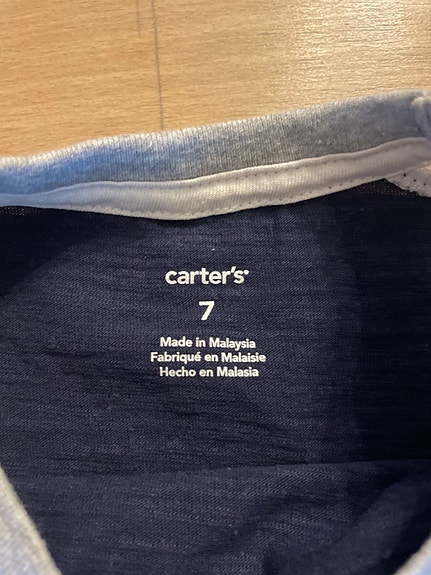 carter's
7
Made in Malaysia
Fabriqué en Malaisie
Hecho en Malasia